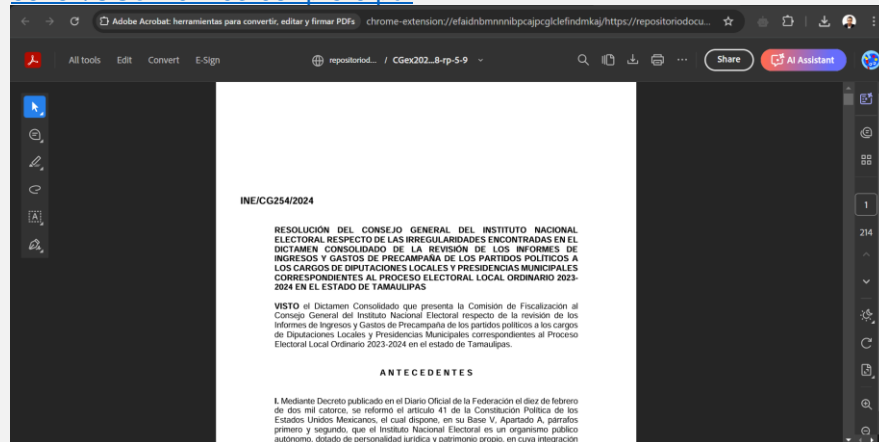 Adobe Acrobat: herramientas para convertir, editar y firmar PDFs chrome-extension://efaidnbmnnnibpcajpcglclefindmkaj/https://repositoriodocu...
All tools Edit Convert E-Sign repositoriod... / CGex202...8-rp-5-9 Share AI Assistant
1
214
INE/CG254/2024
RESOLUCIÓN DEL CONSEJO GENERAL DEL INSTITUTO NACIONAL
ELECTORAL RESPECTO DE LAS IRREGULARIDADES ENCONTRADAS EN EL
DICTAMEN CONSOLIDADO DE LA REVISIÓN DE LOS INFORMES DE
INGRESOS Y GASTOS DE PRECAMPAÑA DE LOS PARTIDOS POLÍTICOS A
LOS CARGOS DE DIPUTACIONES LOCALES Y PRESIDENCIAS MUNICIPALES
CORRESPONDIENTES AL PROCESO ELECTORAL LOCAL ORDINARIO 2023-
2024 EN EL ESTADO DE TAMAULIPAS
VISTO el Dictamen Consolidado que presenta la Comisión de Fiscalización al
Consejo General del Instituto Nacional Electoral respecto de la revisión de los
Informes de Ingresos y Gastos de Precampaña de los partidos políticos a los cargos
de Diputaciones Locales y Presidencias Municipales correspondientes al Proceso
Electoral Local Ordinario 2023-2024 en el estado de Tamaulipas.
ANTECEDENTES
I. Mediante Decreto publicado en el Diario Oficial de la Federación el diez de febrero
de dos mil catorce, se reformó el artículo 41 de la Constitución Política de los
Estados Unidos Mexicanos, el cual dispone, en su Base V, Apartado A, párrafos
primero y segundo, que el Instituto Nacional Electoral es un organismo público
autónomo, dotado de personalidad jurídica y patrimonio propio, en cuya integración